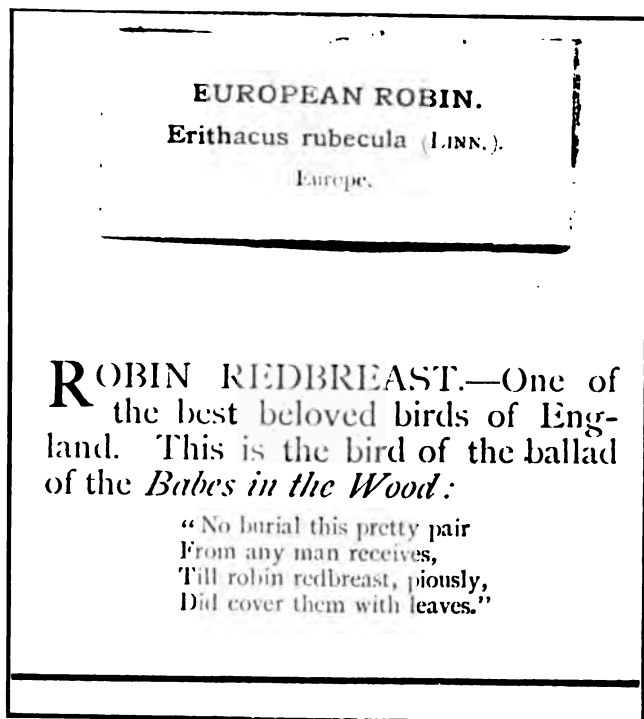 EUROPEAN ROBIN.
Erithacus rubecula (LINN.).
Europe.
ROBIN REDBREAST.—One of
the best beloved birds of Eng-
land. This is the bird of the ballad
of the Babes in the Wood:
“No burial this pretty pair
From any man receives,
Till robin redbreast, piously,
Did cover them with leaves.”